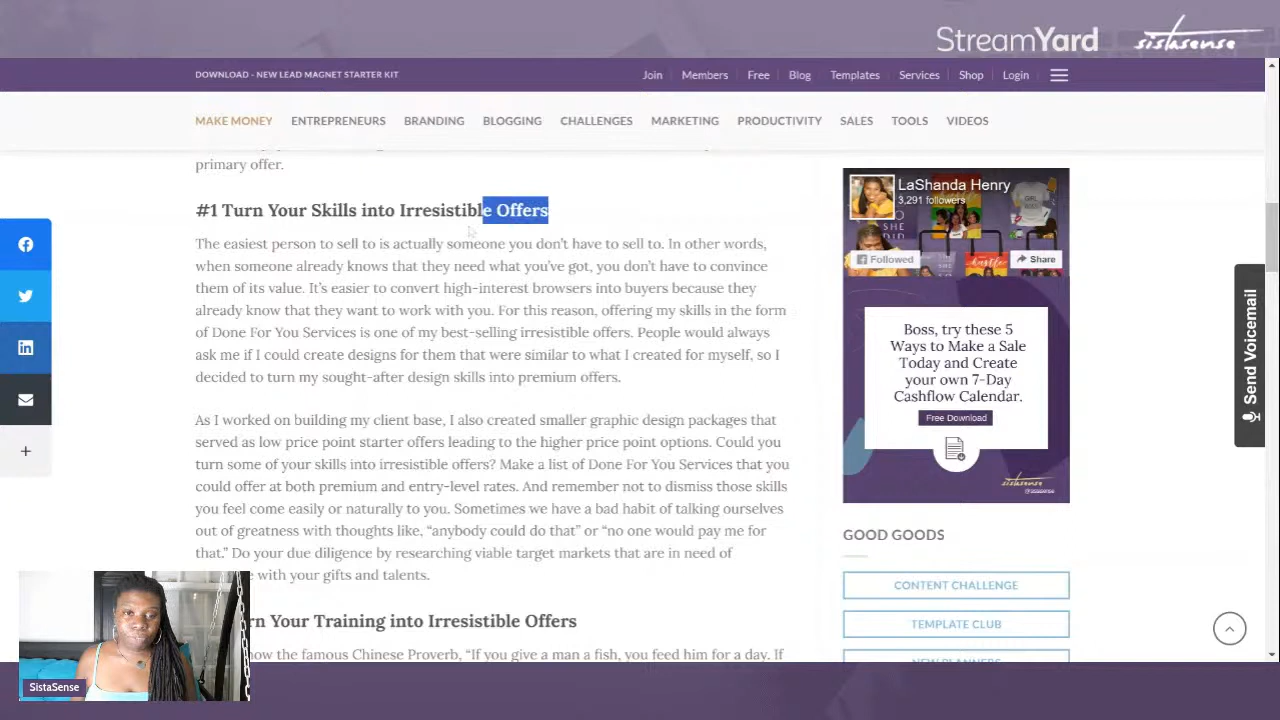 StreamYard
sistasense
DOWNLOAD - NEW LEAD MAGNET STARTER KIT
Join Members Free Blog Templates Services Shop Login
MAKE MONEY ENTREPRENEURS BRANDING BLOGGING CHALLENGES MARKETING PRODUCTIVITY SALES TOOLS VIDEOS
primary offer.
#1 Turn Your Skills into Irresistible Offers
The easiest person to sell to is actually someone you don’t have to sell to. In other words,
when someone already knows that they need what you’ve got, you don’t have to convince
them of its value. It’s easier to convert high-interest browsers into buyers because they
already know that they want to work with you. For this reason, offering my skills in the form
of Done For You Services is one of my best-selling irresistible offers. People would always
ask me if I could create designs for them that were similar to what I created for myself, so I
decided to turn my sought-after design skills into premium offers.
As I worked on building my client base, I also created smaller graphic design packages that
served as low price point starter offers leading to the higher price point options. Could you
turn some of your skills into irresistible offers? Make a list of Done For You Services that you
could offer at both premium and entry-level rates. And remember not to dismiss those skills
you feel come easily or naturally to you. Sometimes we have a bad habit of talking ourselves
out of greatness with thoughts like, “anybody could do that” or “no one would pay me for
that.” Do your due diligence by researching viable target markets that are in need of
with your gifts and talents.
Your Training into Irresistible Offers
the famous Chinese Proverb, “If you give a man a fish, you feed him for a day. If
LaShanda Henry
3,291 followers
Followed
Share
Boss, try these 5
Ways to Make a Sale
Today and Create
your own 7-Day
Cashflow Calendar.
Free Download
sistasense
@sistasense
GOOD GOODS
CONTENT CHALLENGE
TEMPLATE CLUB
NEW PLANNERS
Send Voicemail
SistaSense